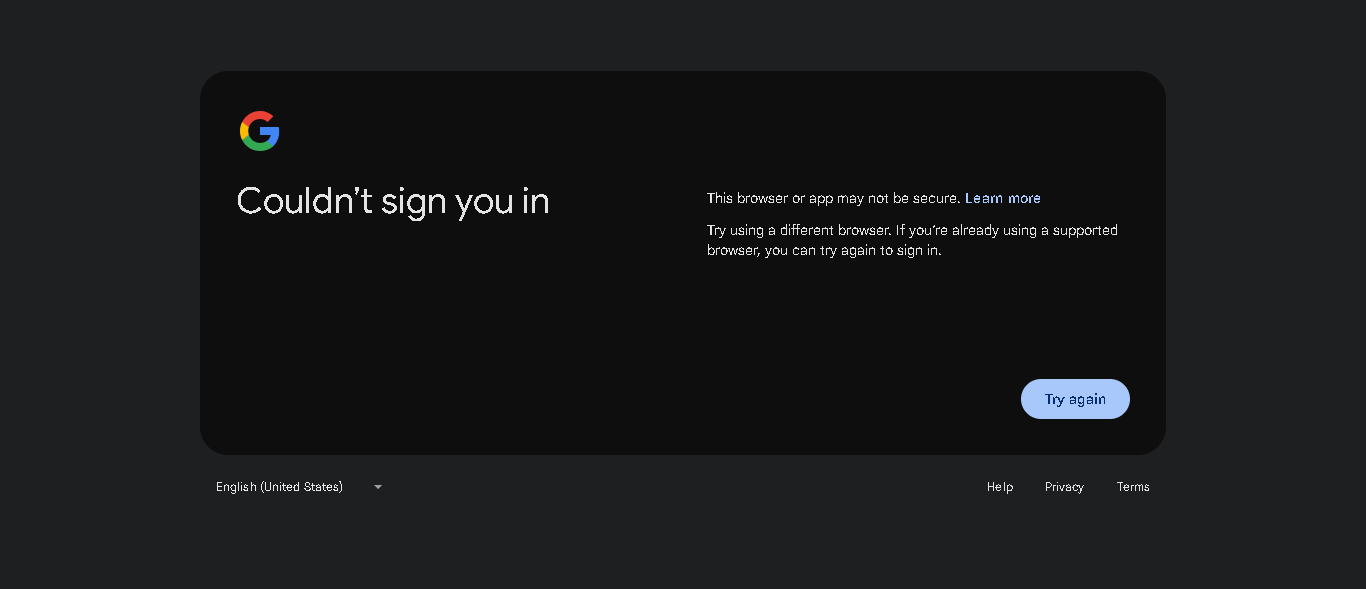 Couldn’t sign you in
This browser or app may not be secure. Learn more
Try using a different browser. If you’re already using a supported
browser, you can try again to sign in.
Try again
English (United States)
Help Privacy Terms